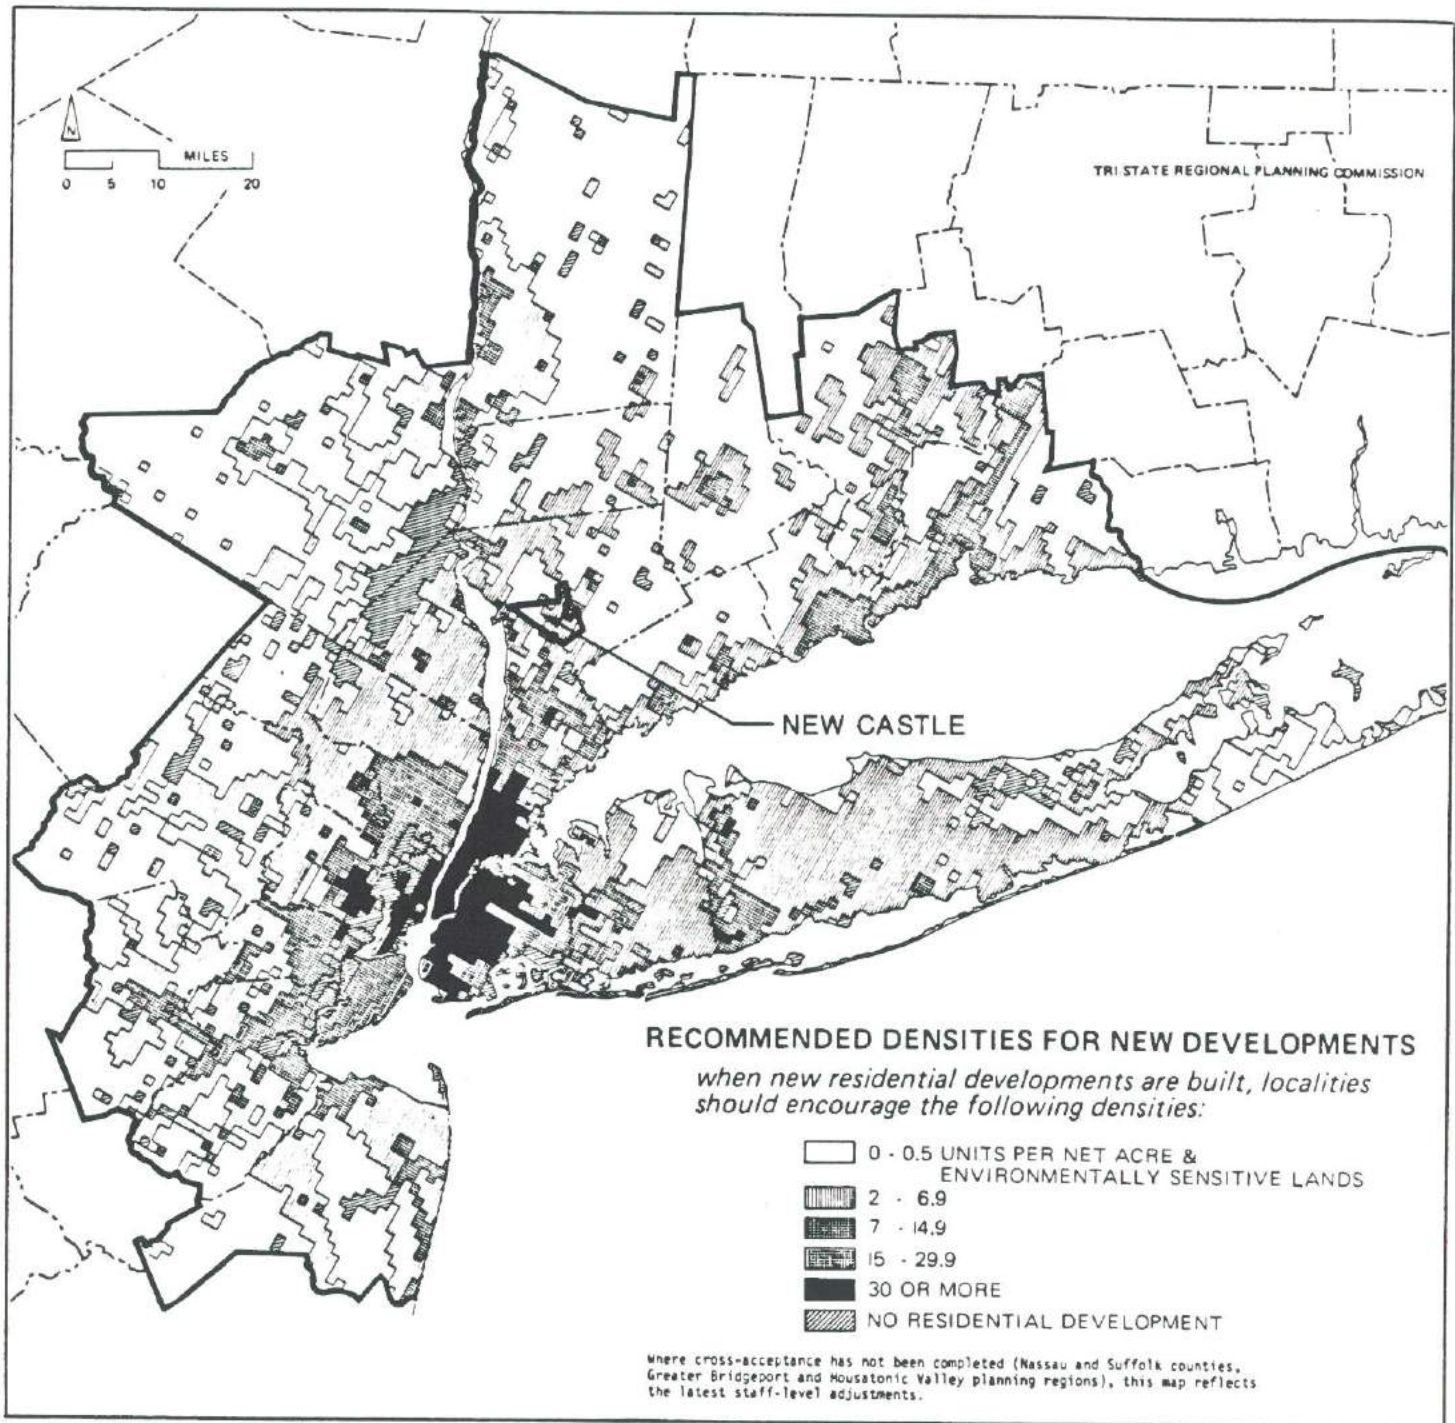 N
MILES
0 5 10 20
TRI STATE REGIONAL PLANNING COMMISSION
NEW CASTLE
RECOMMENDED DENSITIES FOR NEW DEVELOPMENTS
when new residential developments are built, localities
should encourage the following densities:
0 - 0.5 UNITS PER NET ACRE &
ENVIRONMENTALLY SENSITIVE LANDS
2 - 6.9
7 - 14.9
15 - 29.9
30 OR MORE
NO RESIDENTIAL DEVELOPMENT
Where cross-acceptance has not been completed (Nassau and Suffolk counties,
Greater Bridgeport and Housatonic Valley planning regions), this map reflects
the latest staff-level adjustments.